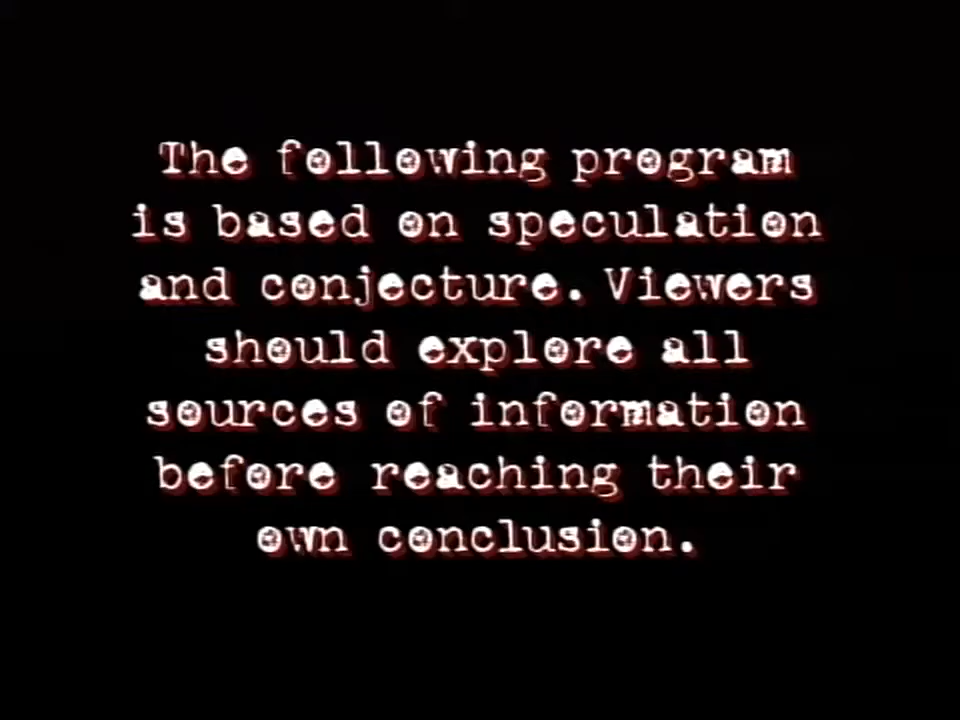 The following program
is based on speculation
and conjecture. Viewers
should explore all
sources of information
before reaching their
own conclusion.